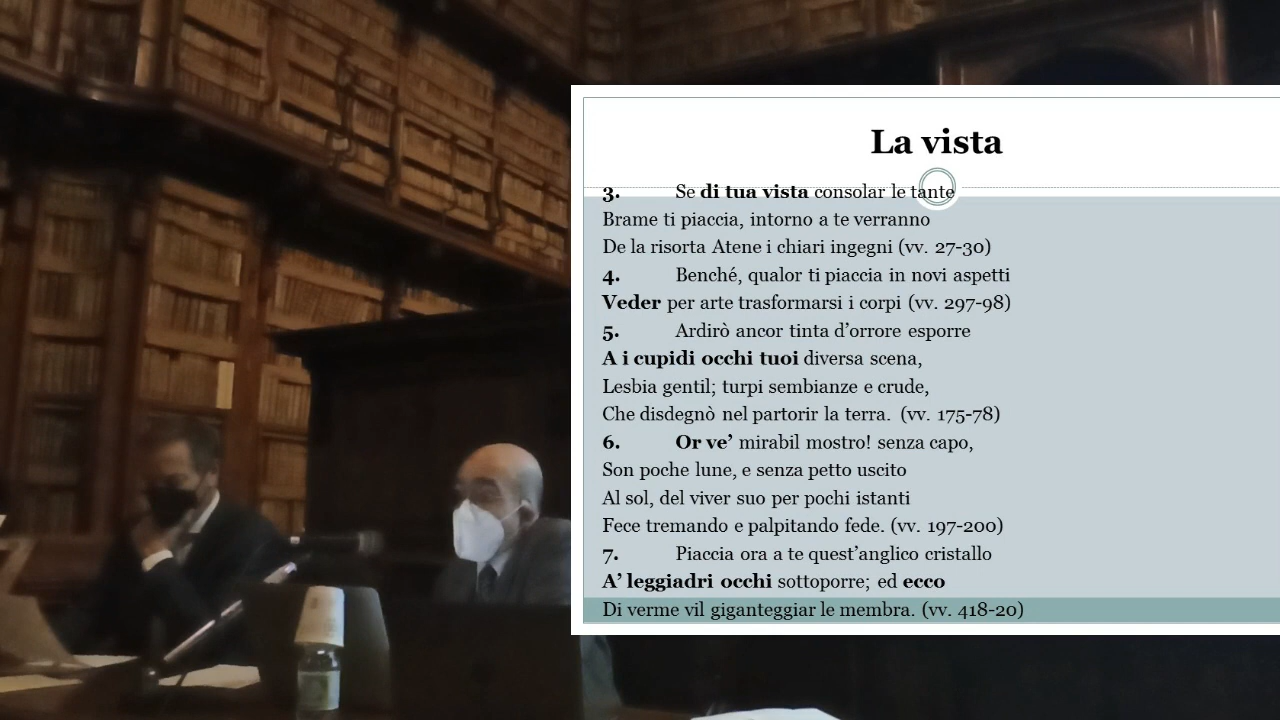 La vista
3. Se di tua vista consolar le tante
Brame ti piaccia, intorno a te verranno
De la risorta Atene i chiari ingegni (vv. 27-30)
4. Benché, qualor ti piaccia in novi aspetti
Veder per arte trasformarsi i corpi (vv. 297-98)
5. Ardirò ancor tinta d’orrore esporre
A i cupidi occhi tuoi diversa scena,
Lesbia gentil; turpi sembianze e crude,
Che disdegnò nel partorir la terra. (vv. 175-78)
6. Or ve’ mirabil mostro! senza capo,
Son poche lune, e senza petto uscito
Al sol, del viver suo per pochi istanti
Fece tremando e palpitando fede. (vv. 197-200)
7. Piaccia ora a te quest’anglico cristallo
A’ leggiadri occhi sottoporre; ed ecco
Di verme vil giganteggiar le membra. (vv. 418-20)